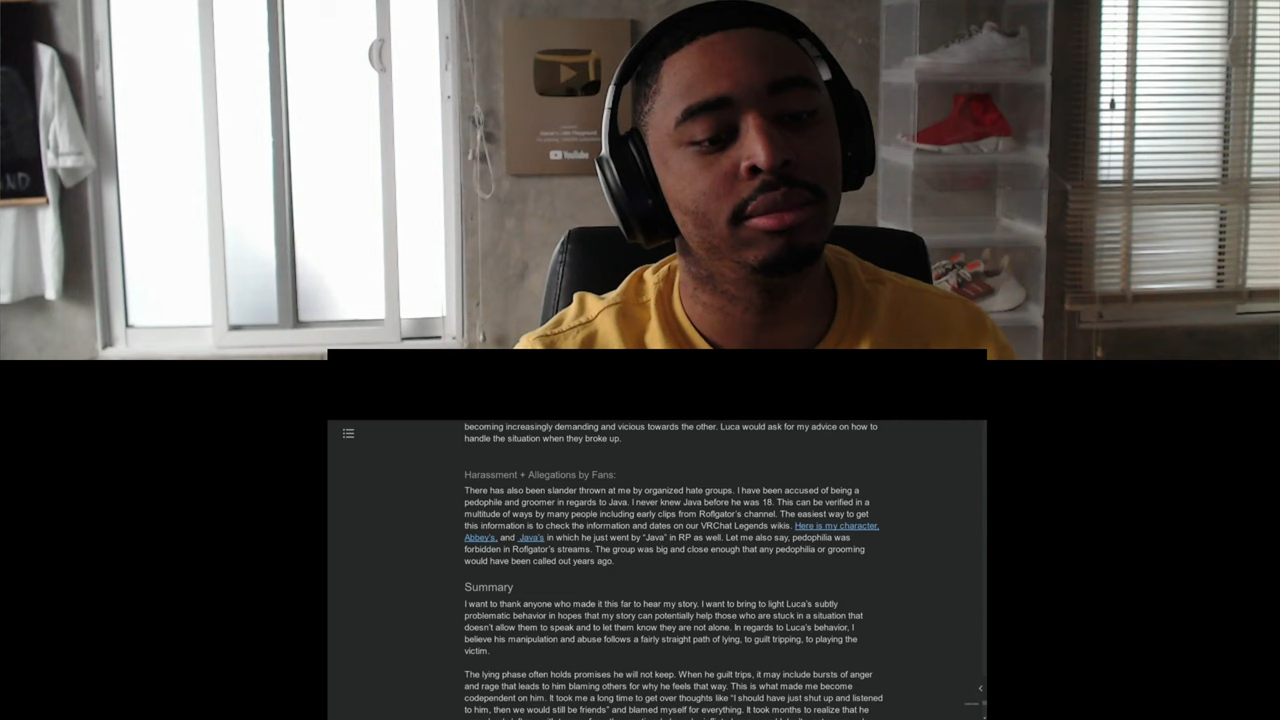 ND
YouTube
becoming increasingly demanding and vicious towards the other. Luca would ask for my advice on how to
handle the situation when they broke up.
Harassment + Allegations by Fans:
There has also been slander thrown at me by organized hate groups. I have been accused of being a
pedophile and groomer in regards to Java. I never knew Java before he was 18. This can be verified in a
multitude of ways by many people including early clips from Roflgator's channel. The easiest way to get
this information is to check the information and dates on our VRChat Legends wikis. Here is my character,
Abbey's, and Java's in which he just went by "Java" in RP as well. Let me also say, pedophilia was
forbidden in Roflgator's streams. The group was big and close enough that any pedophilia or grooming
would have been called out years ago.
Summary
I want to thank anyone who made it this far to hear my story. I want to bring to light Luca's subtly
problematic behavior in hopes that my story can potentially help those who are stuck in a situation that
doesn't allow them to speak and to let them know they are not alone. In regards to Luca's behavior, I
believe his manipulation and abuse follows a fairly straight path of lying, to guilt tripping, to playing the
victim.
The lying phase often holds promises he will not keep. When he guilt trips, it may include bursts of anger
and rage that leads to him blaming others for why he feels that way. This is what made me become
codependent on him. It took me a long time to get over thoughts like "I should have just shut up and listened
to him, then we would still be friends" and blamed myself for everything. It took months to realize that he